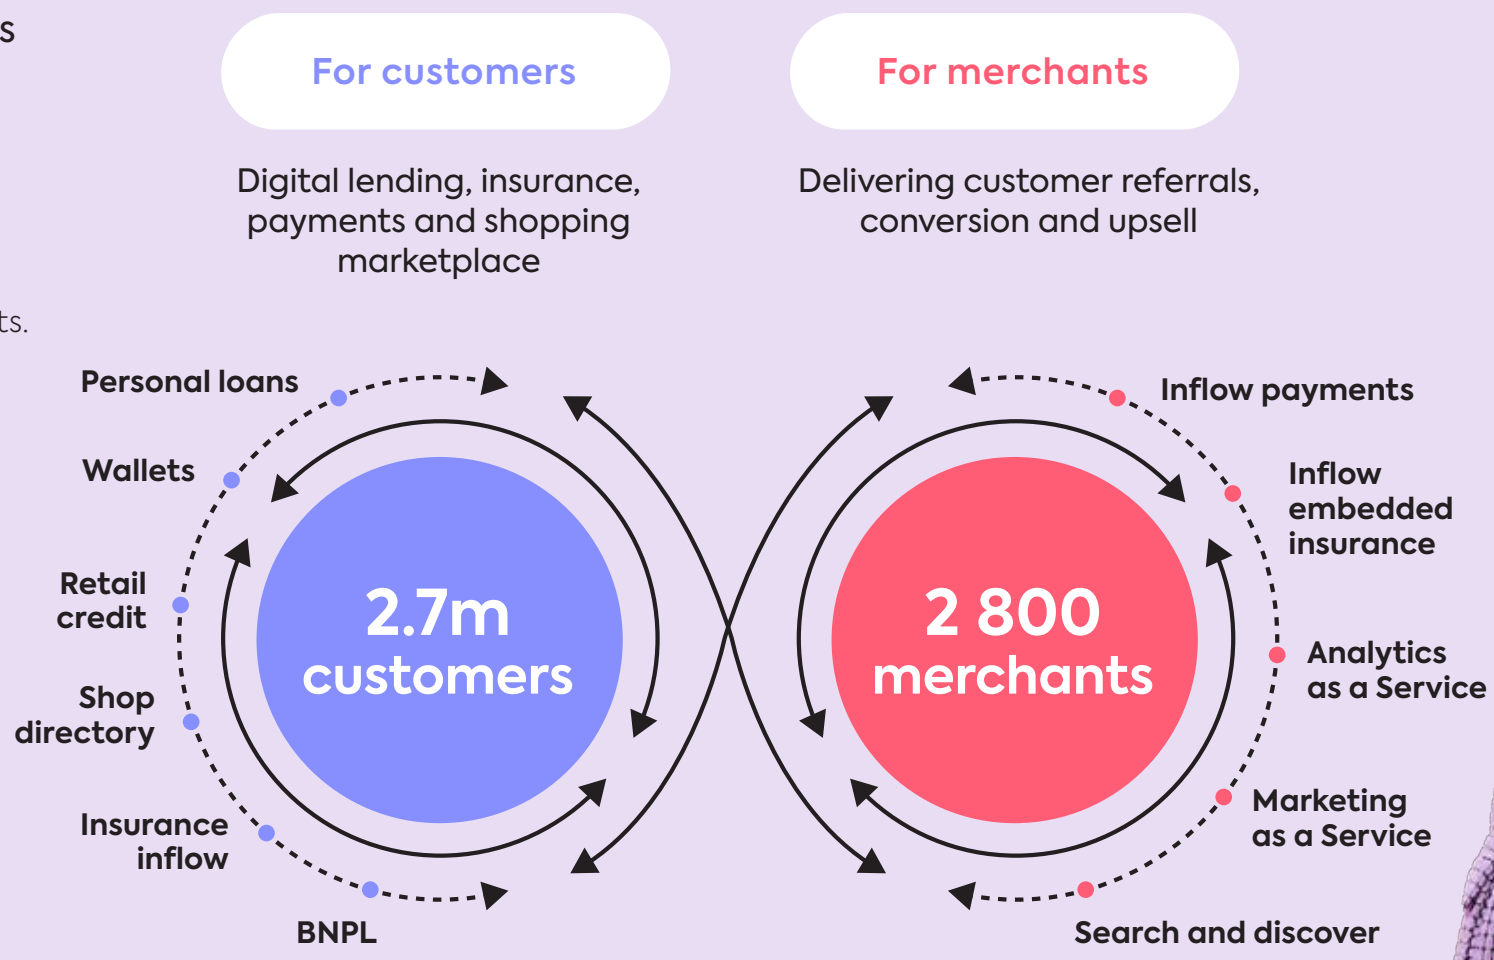 For customers
Digital lending, insurance,
payments and shopping
marketplace
For merchants
Delivering customer referrals,
conversion and upsell
Personal loans
Wallets
Retail
credit
Shop
directory
Insurance
inflow
BNPL
2.7m
customers
2 800
merchants
Inflow payments
Inflow
embedded
insurance
Analytics
as a Service
Marketing
as a Service
Search and discover